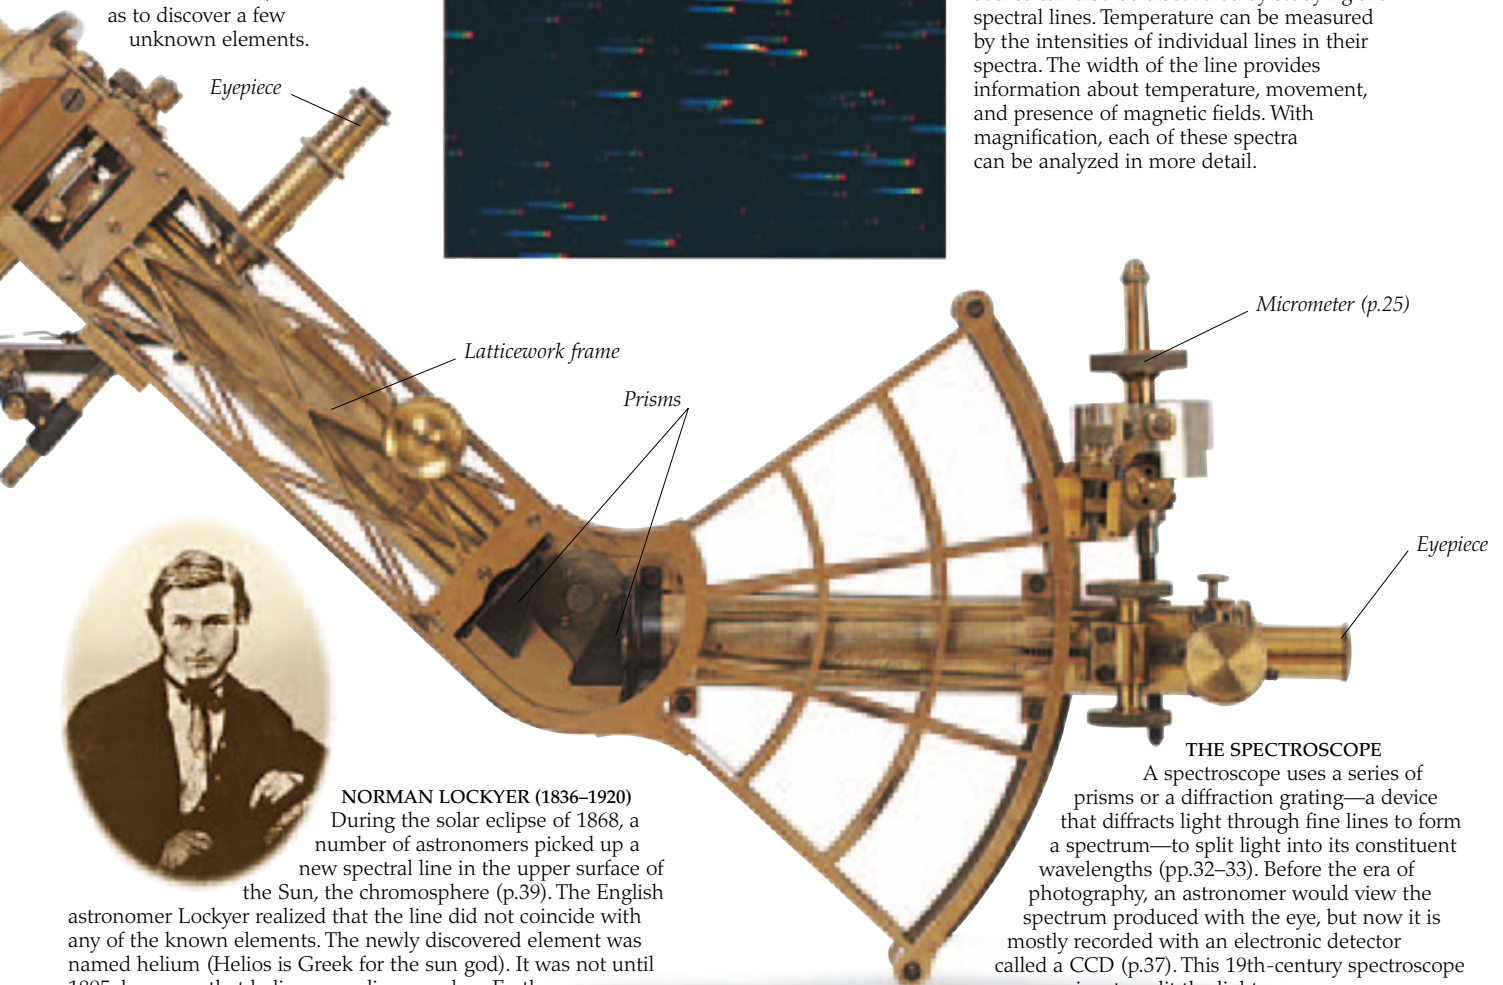 as to discover a few
unknown elements.
Eyepiece
spectral lines. Temperature can be measured
by the intensities of individual lines in their
spectra. The width of the line provides
information about temperature, movement,
and presence of magnetic fields. With
magnification, each of these spectra
can be analyzed in more detail.
Micrometer (p.25)
Latticework frame
Prisms
Eyepiece
NORMAN LOCKYER (1836–1920)
During the solar eclipse of 1868, a
number of astronomers picked up a
new spectral line in the upper surface of
the Sun, the chromosphere (p.39). The English
astronomer Lockyer realized that the line did not coincide with
any of the known elements. The newly discovered element was
named helium (Helios is Greek for the sun god). It was not until
THE SPECTROSCOPE
A spectroscope uses a series of
prisms or a diffraction grating—a device
that diffracts light through fine lines to form
a spectrum—to split light into its constituent
wavelengths (pp.32–33). Before the era of
photography, an astronomer would view the
spectrum produced with the eye, but now it is
mostly recorded with an electronic detector
called a CCD (p.37). This 19th-century spectroscope